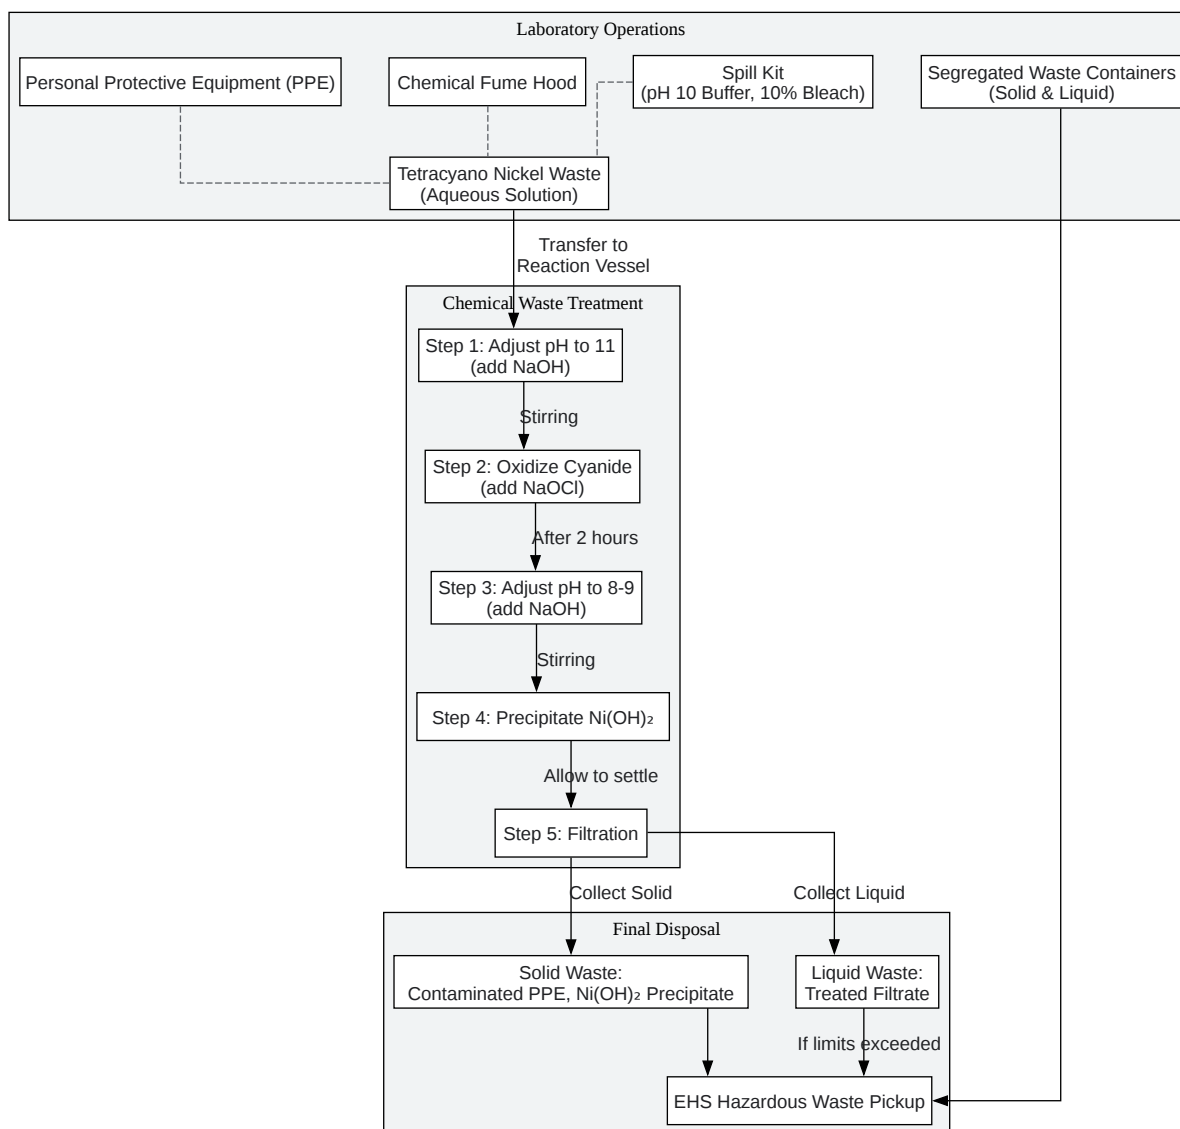 Laboratory Operations
Personal Protective Equipment (PPE)
Chemical Fume Hood
Spill Kit
(pH 10 Buffer, 10% Bleach)
Segregated Waste Containers
(Solid & Liquid)
Tetracyano Nickel Waste
(Aqueous Solution)
Transfer to
Reaction Vessel
Chemical Waste Treatment
Step 1: Adjust pH to 11
(add NaOH)
Stirring
Step 2: Oxidize Cyanide
(add NaOCl)
After 2 hours
Step 3: Adjust pH to 8-9
(add NaOH)
Stirring
Step 4: Precipitate Ni(OH)₂
Allow to settle
Step 5: Filtration
Collect Solid
Collect Liquid
Final Disposal
Solid Waste:
Contaminated PPE, Ni(OH)₂ Precipitate
Liquid Waste:
Treated Filtrate
If limits exceeded
EHS Hazardous Waste Pickup